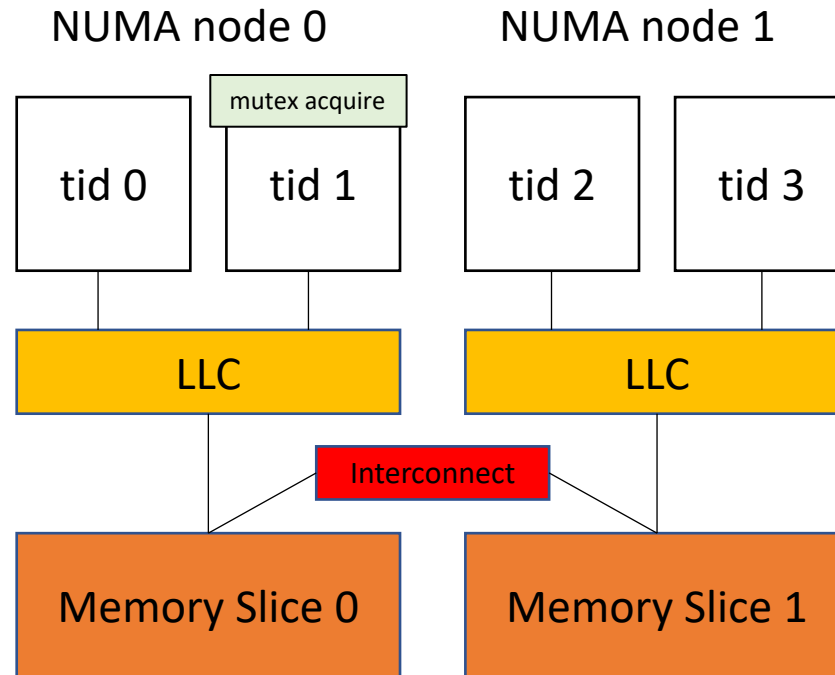 NUMA node 0
NUMA node 1
mutex acquire
tid 0
tid 1
tid 2
tid 3
LLC
LLC
Interconnect
Memory Slice 0
Memory Slice 1